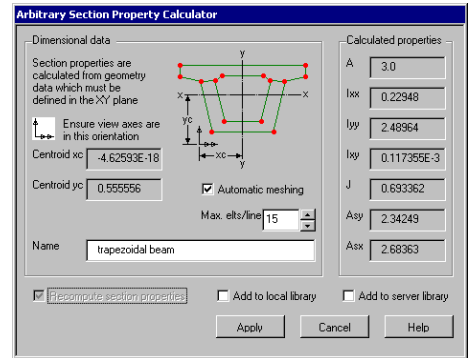 Arbitrary Section Property Calculator
Dimensional data
Section properties are
calculated from geometry
data which must be
defined in the XY plane
Ensure view axes are
in this orientation
y
x
x
yc
xc
y
Centroid xc -4.62593E-18
Centroid yc 0.555556
Automatic meshing
Max. elts/line 15
Name trapezoidal beam
Calculated properties
A 3.0
Ixx 0.22948
Iyy 2.48964
Ixy 0.117355E-3
J 0.693362
Asy 2.34249
Asx 2.68363
Recompute section properties
Add to local library
Add to server library
Apply
Cancel
Help